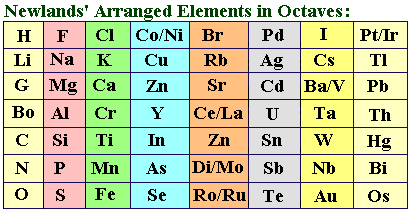 Newlands' Arranged Elements in Octaves:
H F Cl Co/Ni Br Pd I Pt/Ir
Li Na K Cu Rb Ag Cs Tl
G Mg Ca Zn Sr Cd Ba/V Pb
Bo Al Cr Y Ce/La U Ta Th
C Si Ti In Zn Sn W Hg
N P Mn As Di/Mo Sb Nb Bi
O S Fe Se Ro/Ru Te Au Os